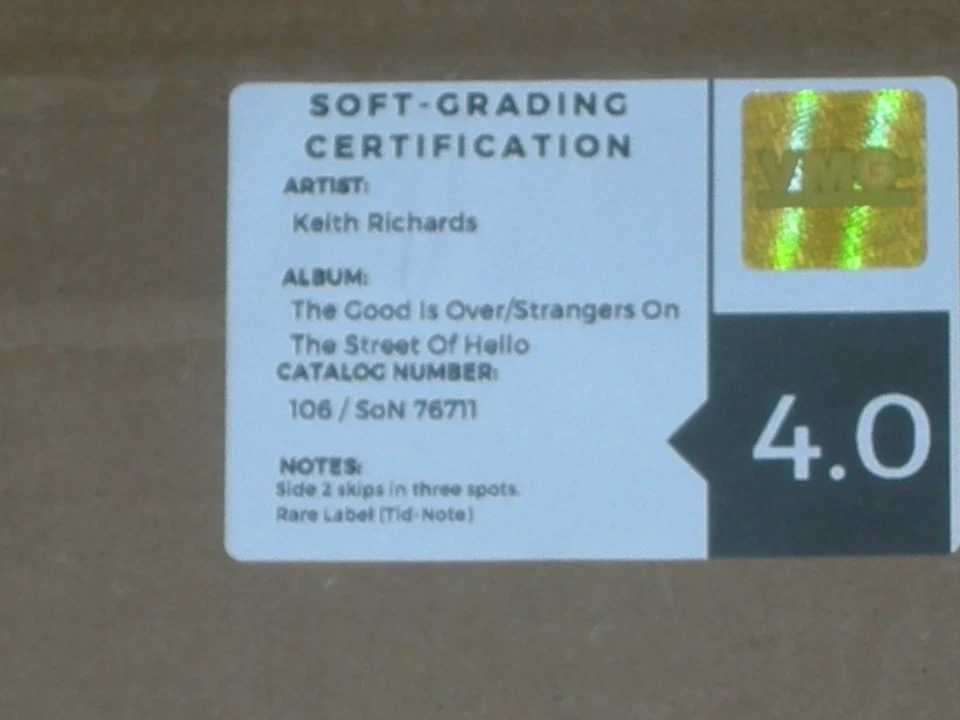 SOFT-GRADING
CERTIFICATION
ARTIST:
Keith Richards
ALBUM:
The Good Is Over/Strangers On
The Street Of Hello
CATALOG NUMBER:
106 / SoN 76711
NOTES:
Side 2 skips in three spots.
Rare Label (Tid-Note)
VMG
4.0